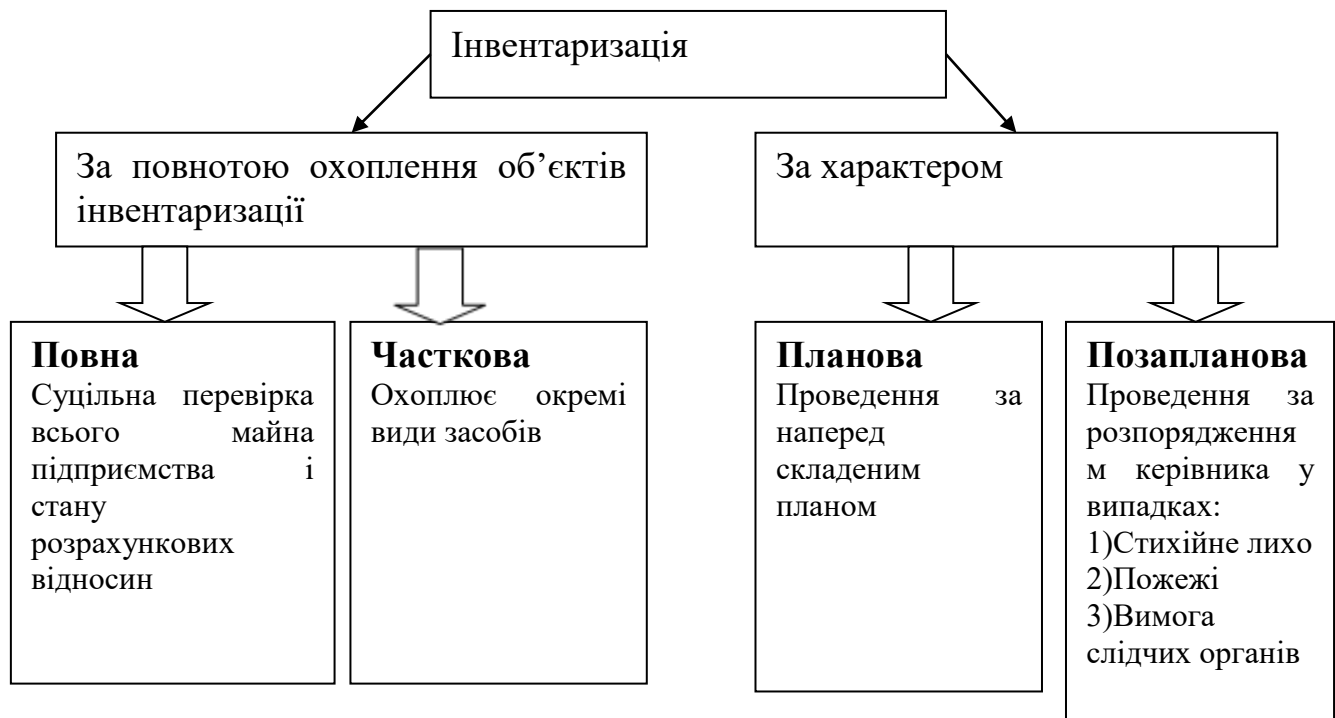 Інвентаризація
За повнотою охоплення об’єктів
інвентаризації
За характером
Повна
Суцільна перевірка
всього майна
підприємства і
стану
розрахункових
відносин
Часткова
Охоплює окремі
види засобів
Планова
Проведення за
наперед
складеним
планом
Позапланова
Проведення за
розпорядження
м керівника у
випадках:
1)Стихійне лихо
2)Пожежі
3)Вимога
слідчих органів